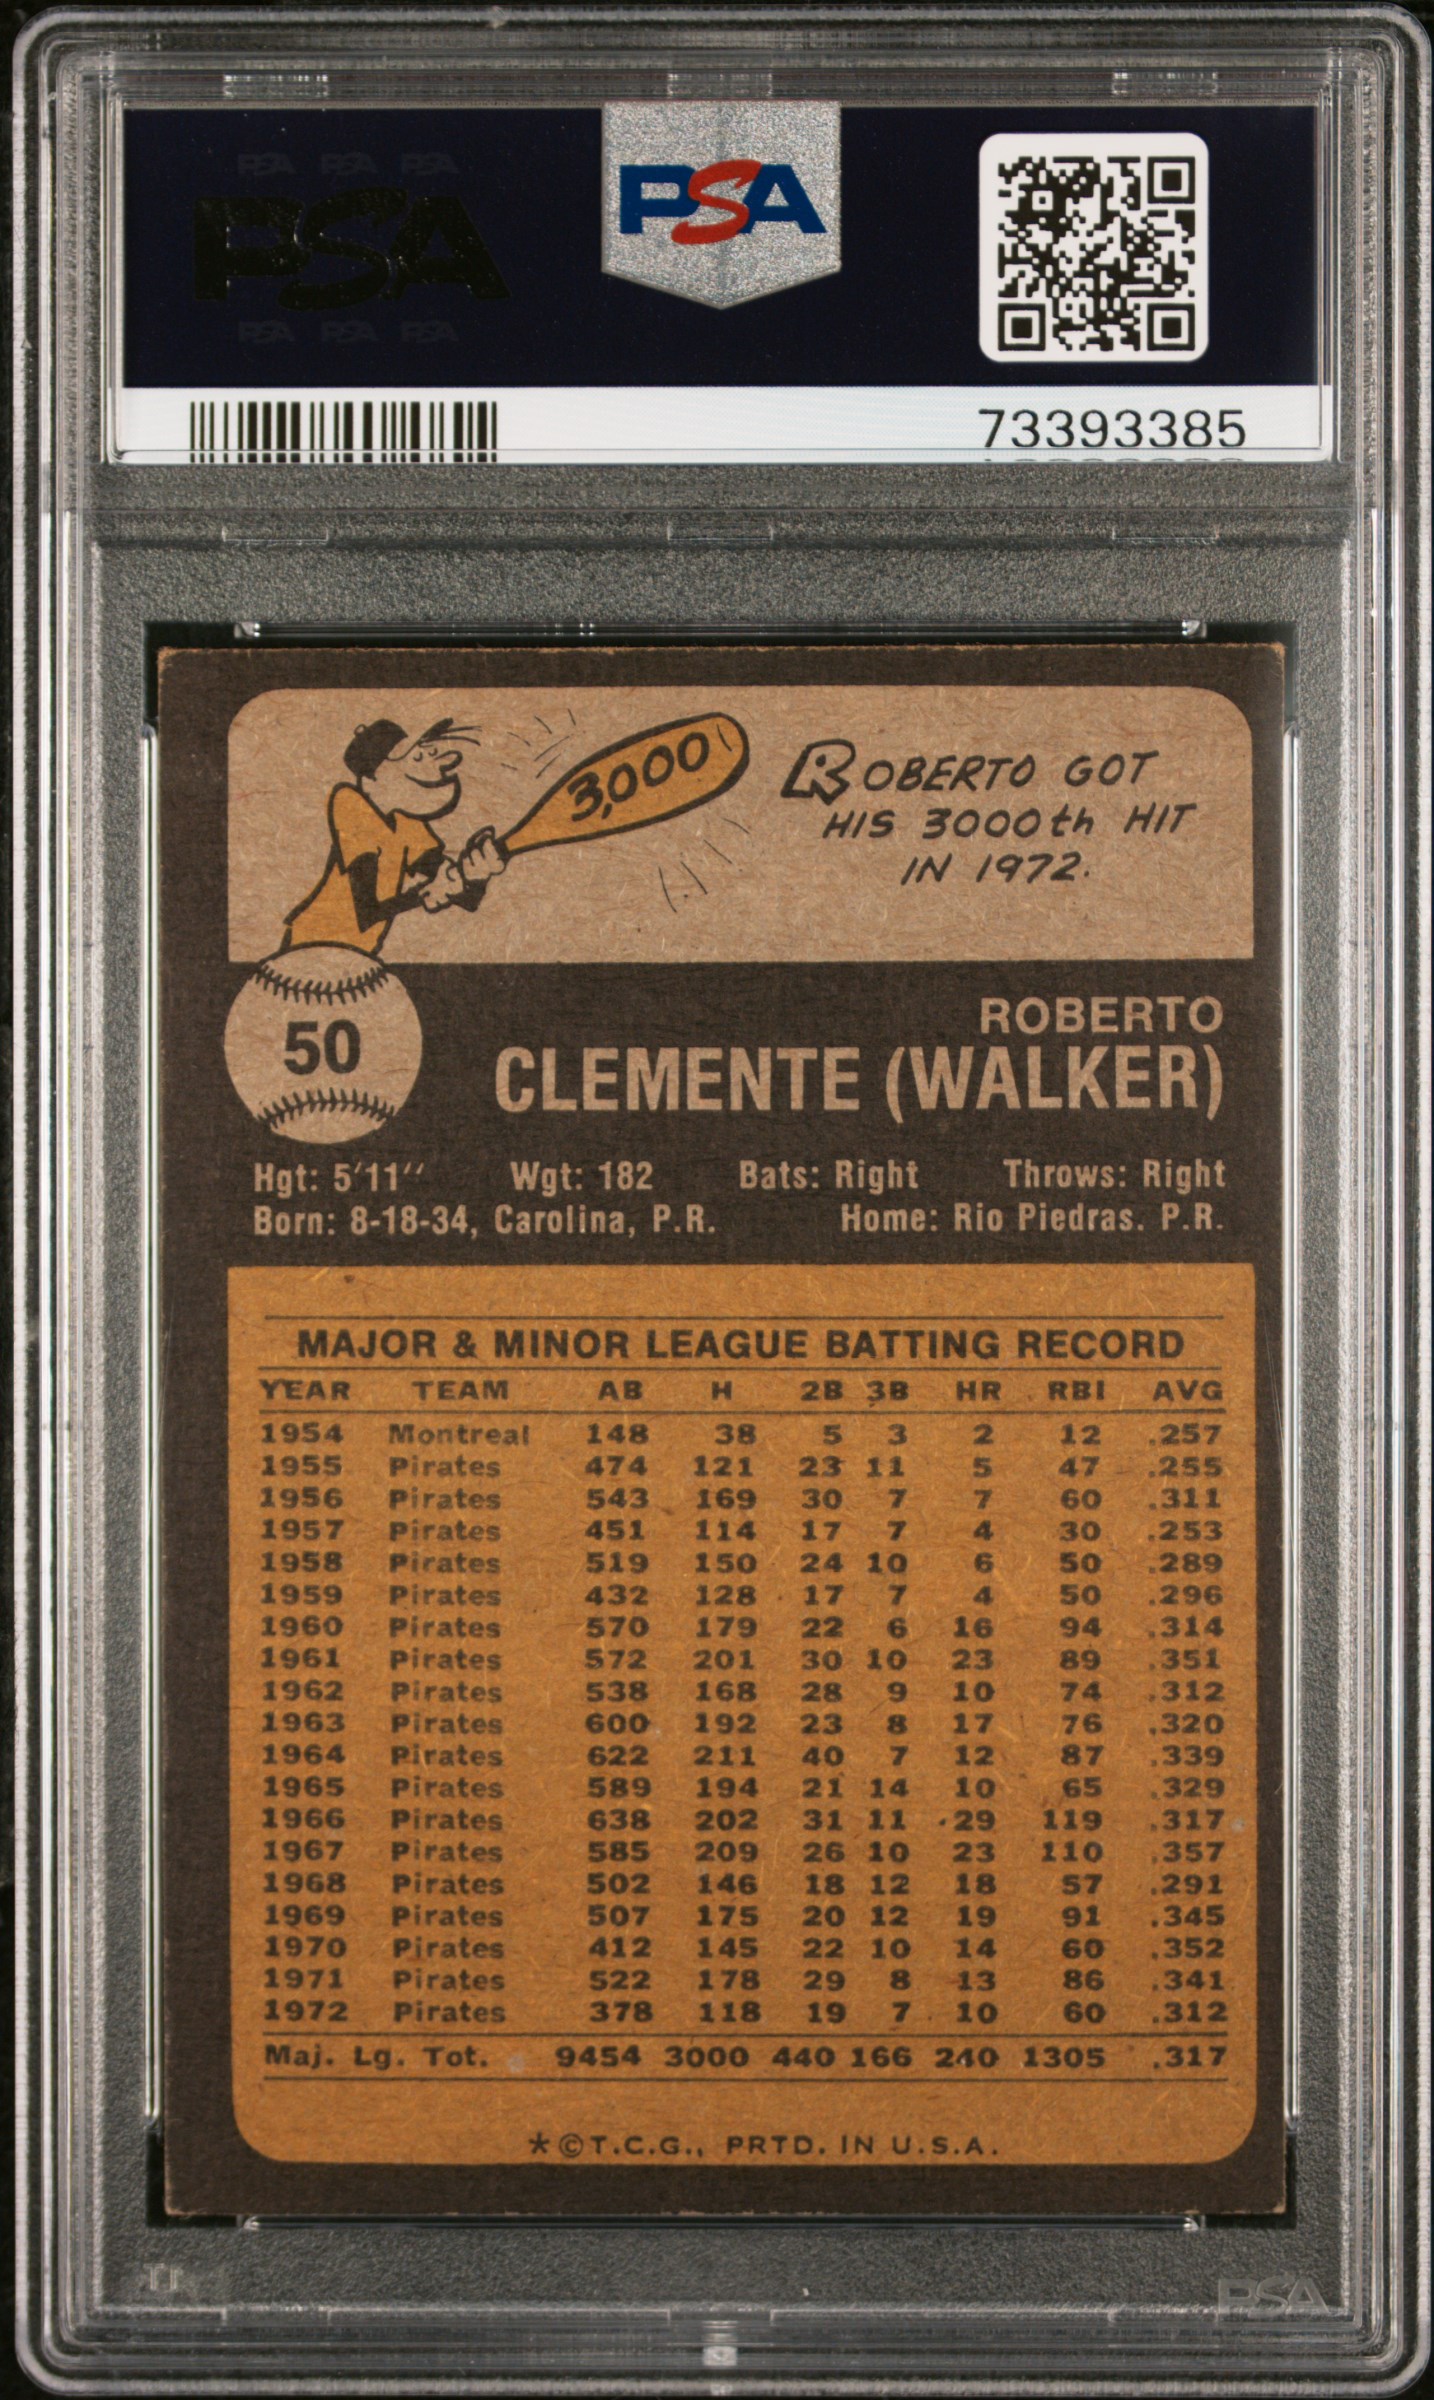 PSA PSA PSA
PSA
PSA PSA PSA
PSA
73393385
3,000
ROBERTO GOT
HIS 3000th HIT
IN 1972.
50
ROBERTO
CLEMENTE (WALKER)
Hgt: 5'11" Wgt: 182 Bats: Right Throws: Right
Born: 8-18-34, Carolina, P.R. Home: Rio Piedras. P.R.
MAJOR & MINOR LEAGUE BATTING RECORD
YEAR TEAM AB H 2B 3B HR RBI AVG
1954 Montreal 148 38 5 3 2 12 .257
1955 Pirates 474 121 23 11 5 47 .255
1956 Pirates 543 169 30 7 7 60 .311
1957 Pirates 451 114 17 7 4 30 .253
1958 Pirates 519 150 24 10 6 50 .289
1959 Pirates 432 128 17 7 4 50 .296
1960 Pirates 570 179 22 6 16 94 .314
1961 Pirates 572 201 30 10 23 89 .351
1962 Pirates 538 168 28 9 10 74 .312
1963 Pirates 600 192 23 8 17 76 .320
1964 Pirates 622 211 40 7 12 87 .339
1965 Pirates 589 194 21 14 10 65 .329
1966 Pirates 638 202 31 11 29 119 .317
1967 Pirates 585 209 26 10 23 110 .357
1968 Pirates 502 146 18 12 18 57 .291
1969 Pirates 507 175 20 12 19 91 .345
1970 Pirates 412 145 22 10 14 60 .352
1971 Pirates 522 178 29 8 13 86 .341
1972 Pirates 378 118 19 7 10 60 .312
Maj. Lg. Tot. 9454 3000 440 166 240 1305 .317
*©T.C.G., PRTD. IN U.S.A.
PSA